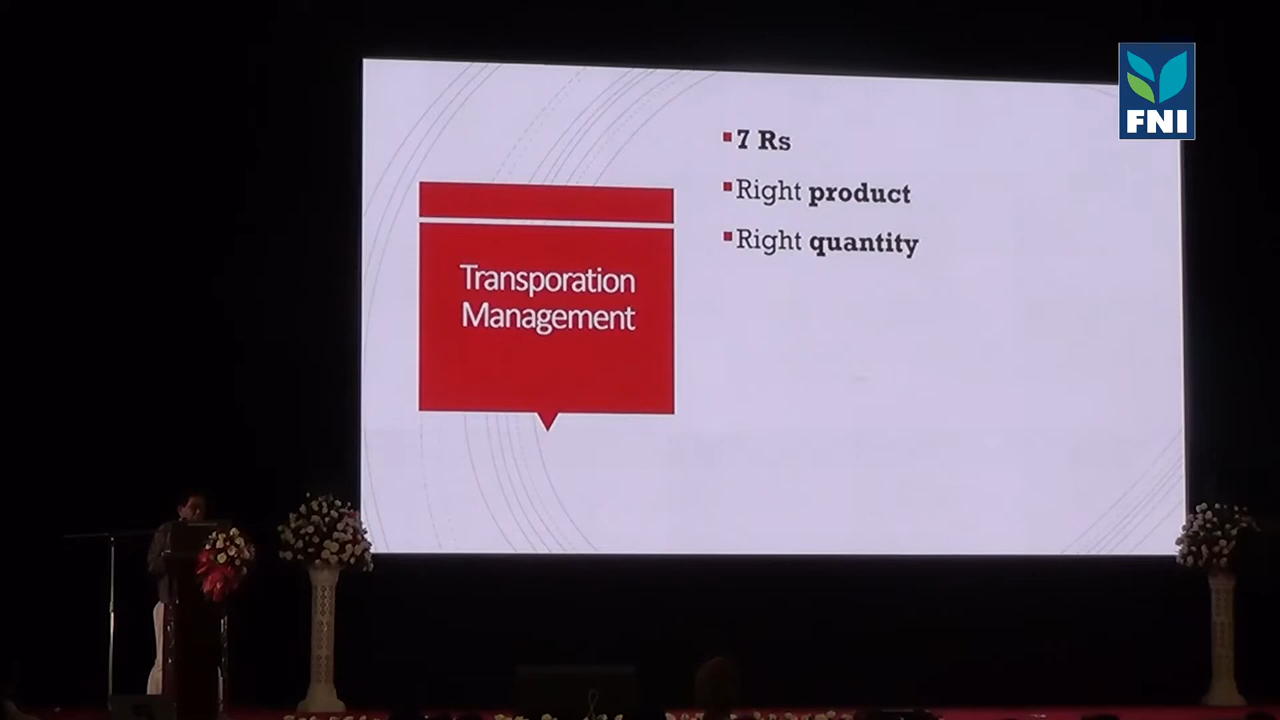 FNI
Transporation
Management
7 Rs
Right product
Right quantity